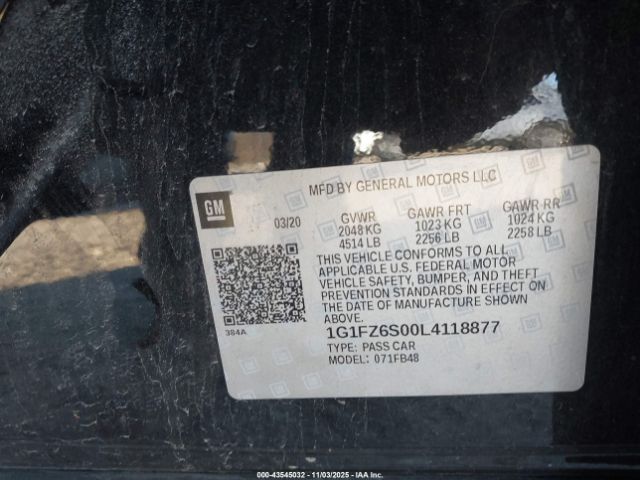 MFD BY GENERAL MOTORS LLC
GM
03/20
GVWR GAWR FRT GAWR RR
2048 KG 1023 KG 1024 KG
4514 LB 2256 LB 2258 LB
THIS VEHICLE CONFORMS TO ALL
APPLICABLE U.S. FEDERAL MOTOR
VEHICLE SAFETY, BUMPER, AND THEFT
PREVENTION STANDARDS IN EFFECT ON
THE DATE OF MANUFACTURE SHOWN
ABOVE.
384A
1G1FZ6S00L4118877
TYPE: PASS CAR
MODEL: 071FB48
000-43545032 - 11/03/2025 - IAAI.COM